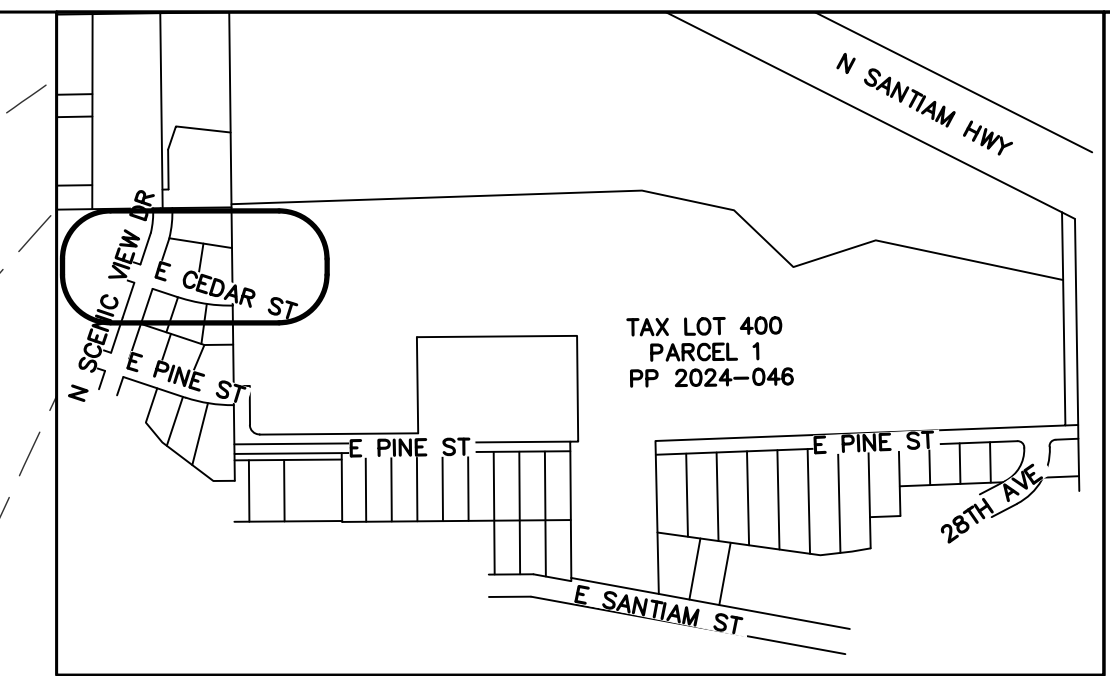 N SANTIAM HWY
N SCENIC VIEW DR
E CEDAR ST
TAX LOT 400
PARCEL 1
PP 2024-046
E PINE ST
E PINE ST
E PINE ST
28TH AVE
E SANTIAM ST